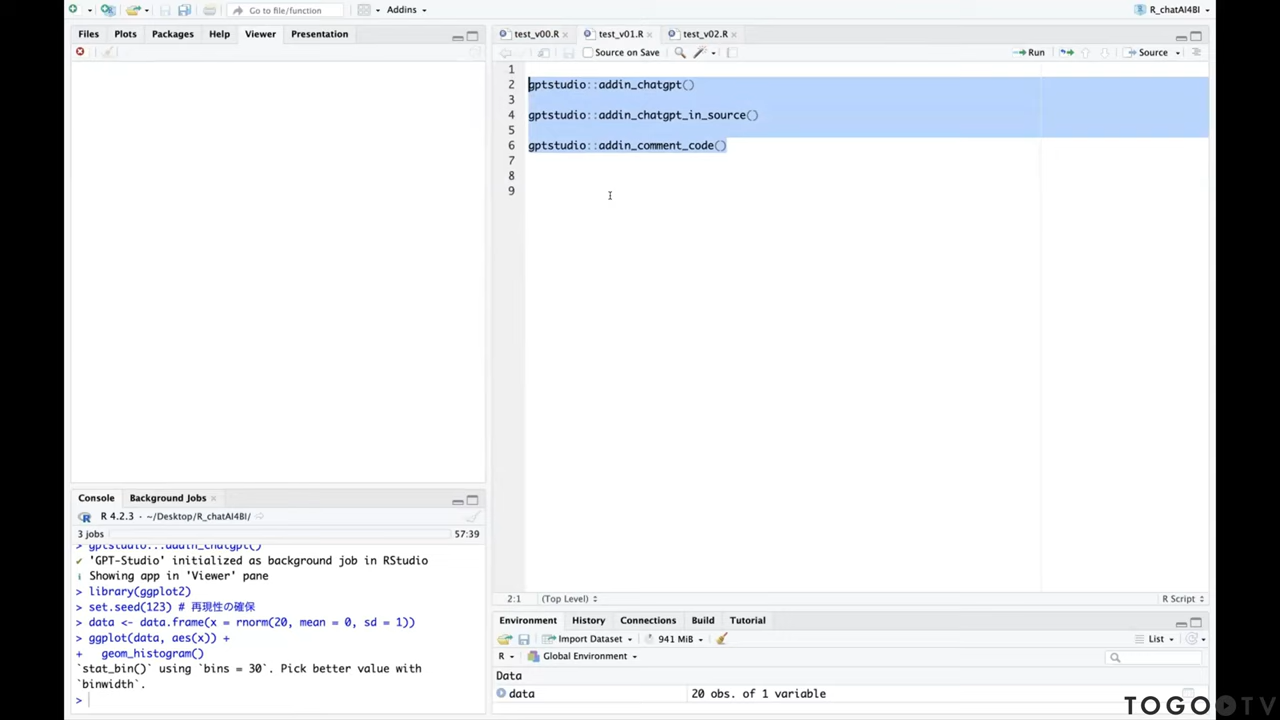 Go to file/function
Addins
R_chatAI4BI
Files Plots Packages Help Viewer Presentation
test_v00.R test_v01.R test_v02.R
Source on Save
Run
Source
1
2 gptstudio::addin_chatgpt()
3
4 gptstudio::addin_chatgpt_in_source()
5
6 gptstudio::addin_comment_code()
7
8
9
2:1 (Top Level) R Script
Console Background Jobs
R 4.2.3 · ~/Desktop/R_chatAI4BI/
3 jobs 57:39
> gptstudio:::addin_chatgpt()
✔ 'GPT-Studio' initialized as background job in RStudio
ℹ Showing app in 'Viewer' pane
> library(ggplot2)
> set.seed(123) # 再現性の確保
> data <- data.frame(x = rnorm(20, mean = 0, sd = 1))
> ggplot(data, aes(x)) +
+ geom_histogram()
`stat_bin()` using `bins = 30`. Pick better value with
`binwidth`.
>
Environment History Connections Build Tutorial
Import Dataset 941 MiB List
R Global Environment
Data
data 20 obs. of 1 variable
TOGO TV